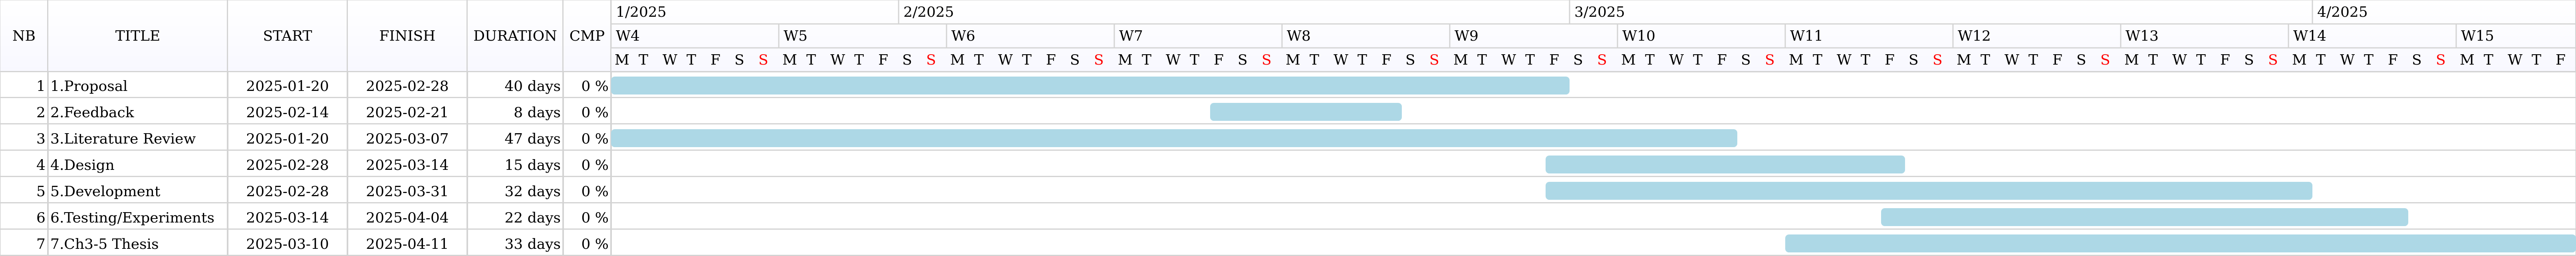 1/2025 2/2025 3/2025 4/2025
NB TITLE START FINISH DURATION CMP W4 W5 W6 W7 W8 W9 W10 W11 W12 W13 W14 W15
M T W T F S S M T W T F S S M T W T F S S M T W T F S S M T W T F S S M T W T F S S M T W T F S S M T W T F S S M T W T F S S M T W T F S S M T W T F S S M T W T F
1 1.Proposal 2025-01-20 2025-02-28 40 days 0 %
2 2.Feedback 2025-02-14 2025-02-21 8 days 0 %
3 3.Literature Review 2025-01-20 2025-03-07 47 days 0 %
4 4.Design 2025-02-28 2025-03-14 15 days 0 %
5 5.Development 2025-02-28 2025-03-31 32 days 0 %
6 6.Testing/Experiments 2025-03-14 2025-04-04 22 days 0 %
7 7.Ch3-5 Thesis 2025-03-10 2025-04-11 33 days 0 %